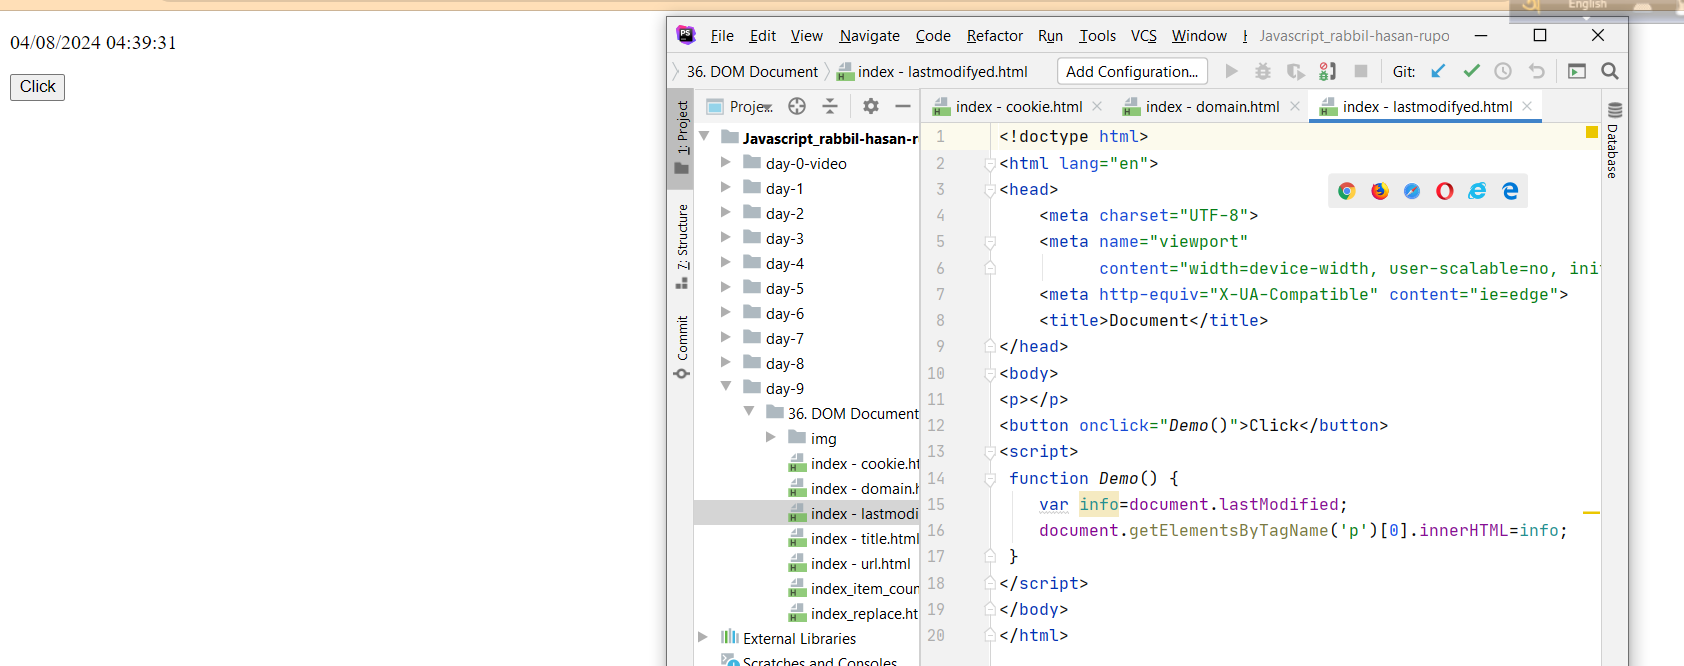 অ English
04/08/2024 04:39:31
Click
PS File Edit View Navigate Code Refactor Run Tools VCS Window Javascript_rabbil-hasan-rupo
36. DOM Document index - lastmodifyed.html Add Configuration... Git:
1: Project
7: Structure
Commit
Javascript_rabbil-hasan-r
day-0-video
day-1
day-2
day-3
day-4
day-5
day-6
day-7
day-8
day-9
36. DOM Document
img
index - cookie.ht
index - domain.h
index - lastmodi
index - title.html
index - url.html
index_item_coun
index_replace.ht
External Libraries
Scratches and Consoles
index - cookie.html index - domain.html index - lastmodifyed.html
1 <!doctype html>
2 <html lang="en">
3 <head>
4 <meta charset="UTF-8">
5 <meta name="viewport"
6 content="width=device-width, user-scalable=no, ini
7 <meta http-equiv="X-UA-Compatible" content="ie=edge">
8 <title>Document</title>
9 </head>
10 <body>
11 <p></p>
12 <button onclick="Demo()">Click</button>
13 <script>
14 function Demo() {
15 var info=document.lastModified;
16 document.getElementsByTagName('p')[0].innerHTML=info;
17 }
18 </script>
19 </body>
20 </html>
Database